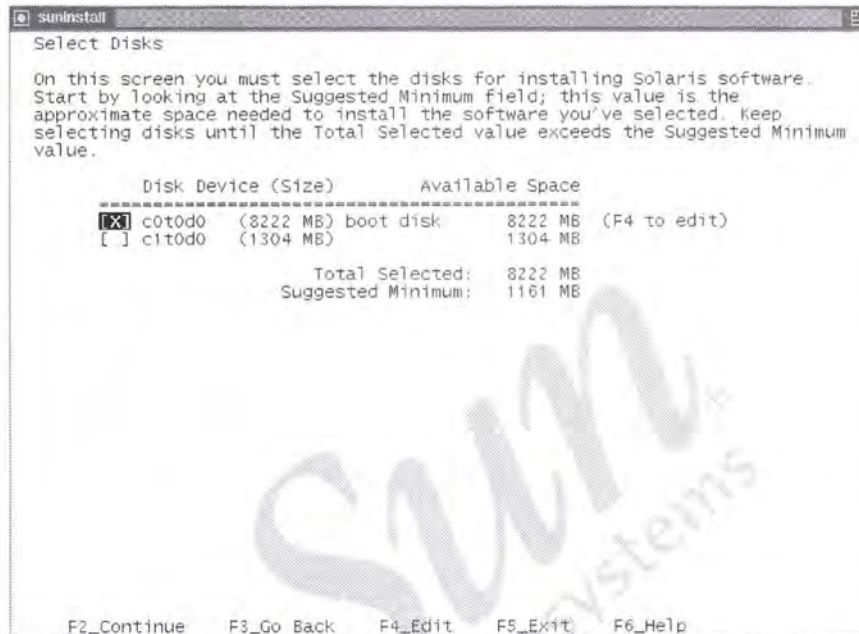 suninstall
Select Disks
On this screen you must select the disks for installing Solaris software.
Start by looking at the Suggested Minimum field; this value is the
approximate space needed to install the software you've selected. Keep
selecting disks until the Total Selected value exceeds the Suggested Minimum
value.
Disk Device (Size) Available Space
==============================================
[X] c0t0d0 (8222 MB) boot disk 8222 MB (F4 to edit)
[ ] c1t0d0 (1304 MB) 1304 MB
Total Selected: 8222 MB
Suggested Minimum: 1161 MB
Sun
systems
F2_Continue F3_Go Back F4_Edit F5_Exit F6_Help